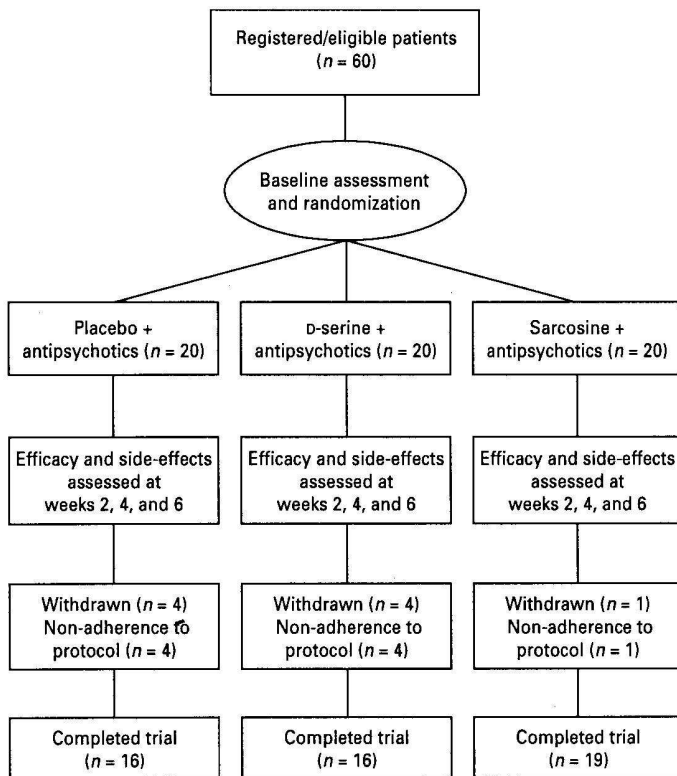 Registered/eligible patients
(n = 60)
Baseline assessment
and randomization
Placebo +
antipsychotics (n = 20)
D-serine +
antipsychotics (n = 20)
Sarcosine +
antipsychotics (n = 20)
Efficacy and side-effects
assessed at
weeks 2, 4, and 6
Efficacy and side-effects
assessed at
weeks 2, 4, and 6
Efficacy and side-effects
assessed at
weeks 2, 4, and 6
Withdrawn (n = 4)
Non-adherence to
protocol (n = 4)
Withdrawn (n = 4)
Non-adherence to
protocol (n = 4)
Withdrawn (n = 1)
Non-adherence to
protocol (n = 1)
Completed trial
(n = 16)
Completed trial
(n = 16)
Completed trial
(n = 19)